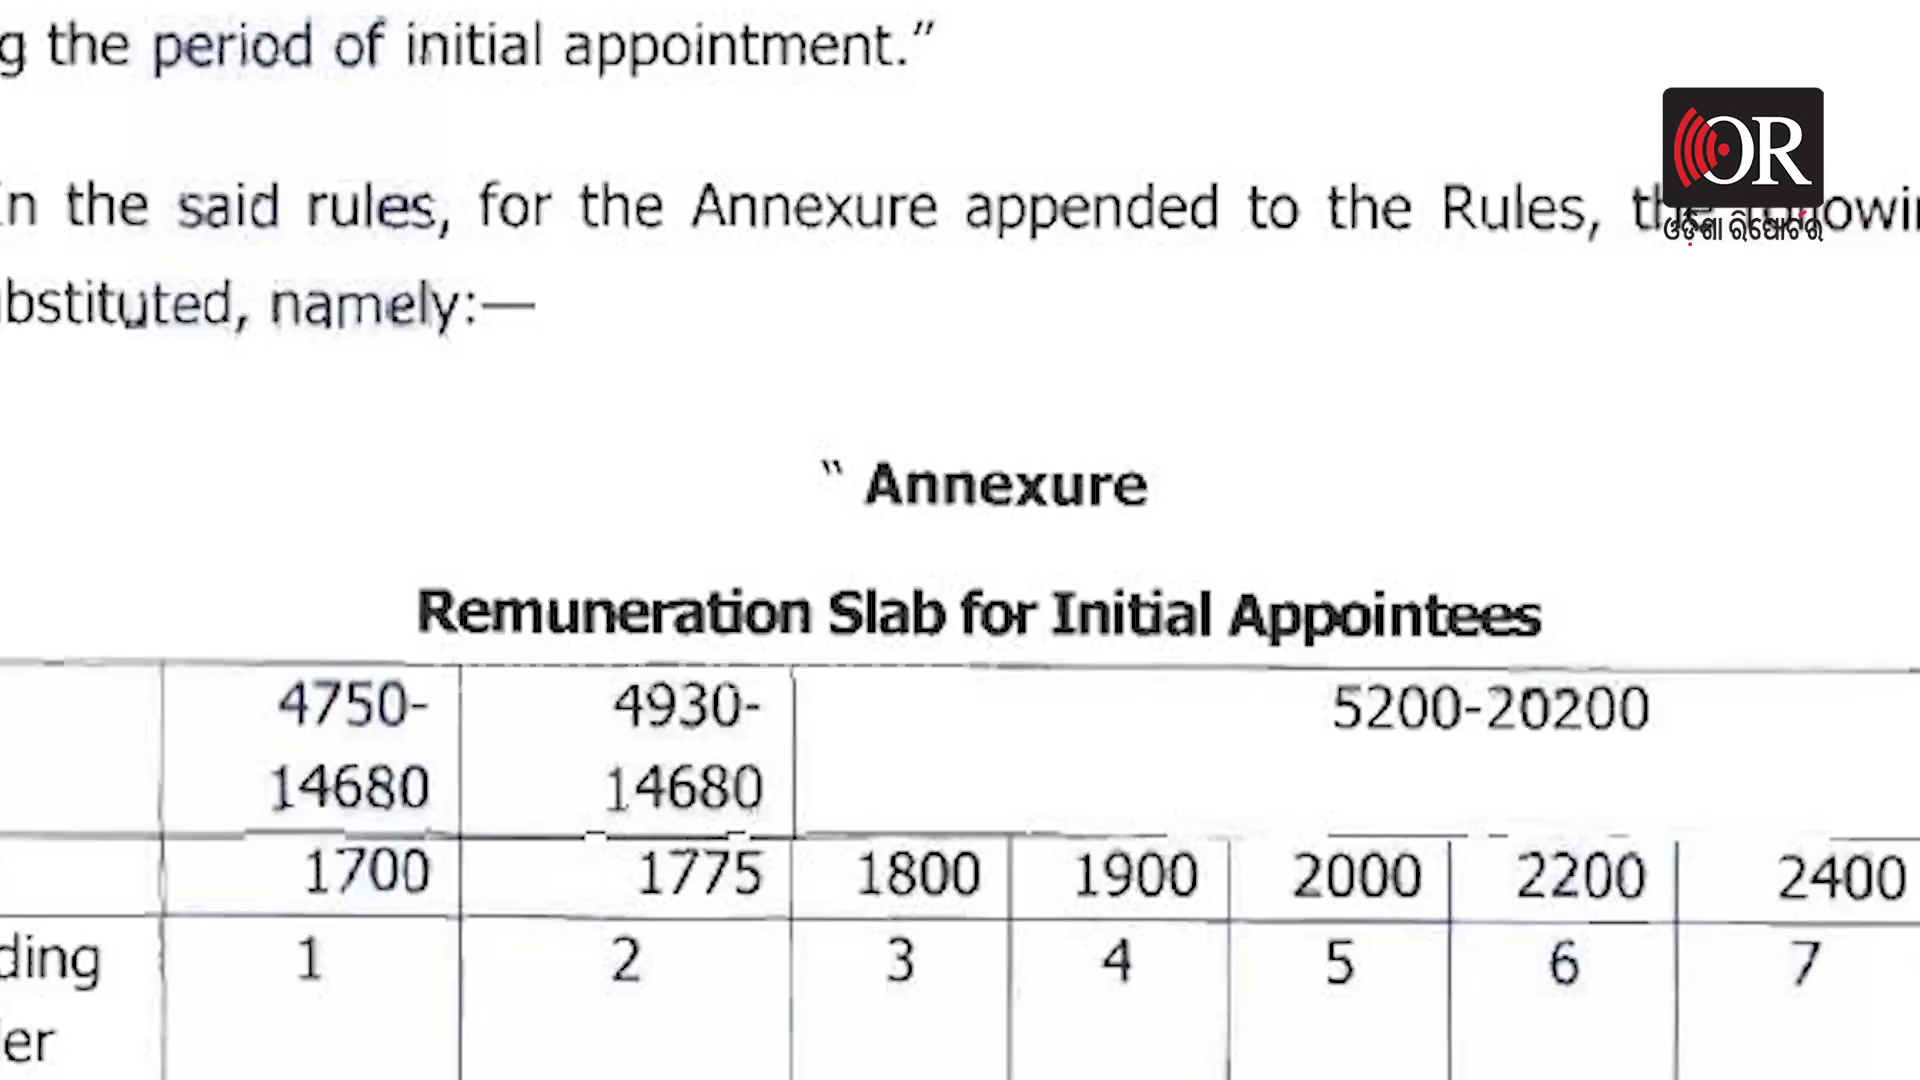 g the period of initial appointment.”
In the said rules, for the Annexure appended to the Rules,
bstituted, namely:—
OR
ଓଡ଼ିଶା ରିପୋର୍ଟର
“ Annexure
Remuneration Slab for Initial Appointees
4750- 4930- 5200-20200
14680 14680
1700 1775 1800 1900 2000 2200 2400
ding 1 2 3 4 5 6 7
er